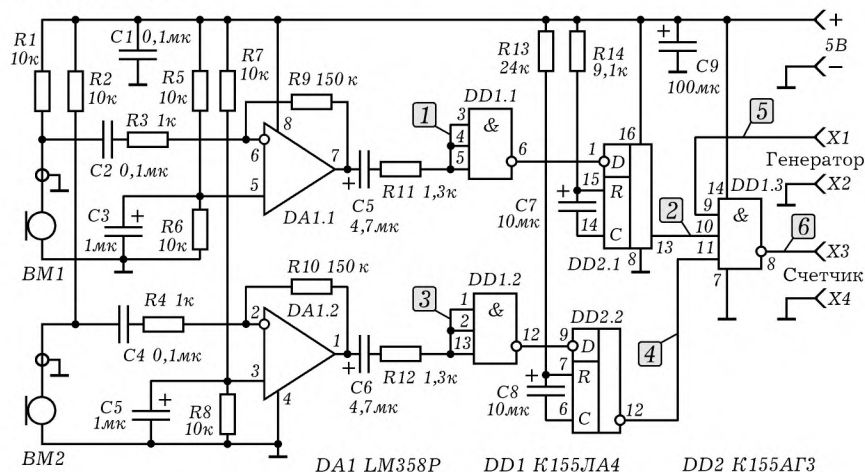 R1
10к
R2
10к
C1 0,1мк
R5
10к
R7
10к
R9 150 к
R13
24к
R14
9,1к
C9
100мк
+
5В
−
C2 0,1мк
R3 1к
8
6
7
5
DA1.1
C3
1мк
R6
10к
BM1
C5
4,7мк
R11 1,3к
1
3
4
5
DD1.1
&
6
1
D
15
R
14
C
16
13
8
DD2.1
C7
10мк
2
5
14
9
10
11
7
DD1.3
&
8
6
X1
Генератор
X2
X3
Счетчик
X4
R4 1к
C4 0,1мк
R10 150 к
DA1.2
2
3
1
4
C5
1мк
R8
10к
BM2
C6
4,7мк
R12 1,3к
3
1
2
13
DD1.2
&
12
9
D
7
R
6
C
DD2.2
12
C8
10мк
4
DA1 LM358P
DD1 К155ЛА4
DD2 К155АГ3